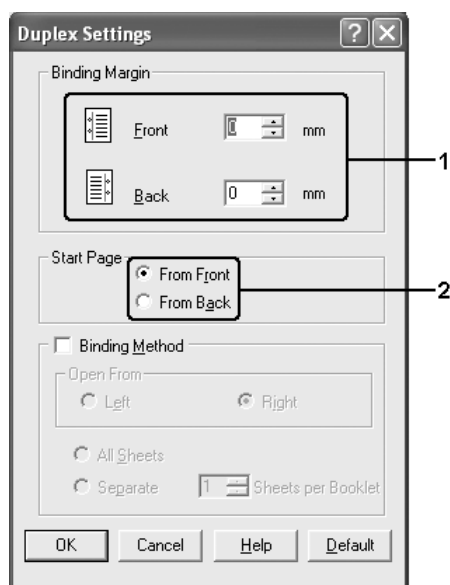 Duplex Settings
Binding Margin
Front 0 mm
1
Back 0 mm
Start Page
From Front
From Back
2
Binding Method
Open From
Left Right
All Sheets
Separate 1 Sheets per Booklet
OK Cancel Help Default